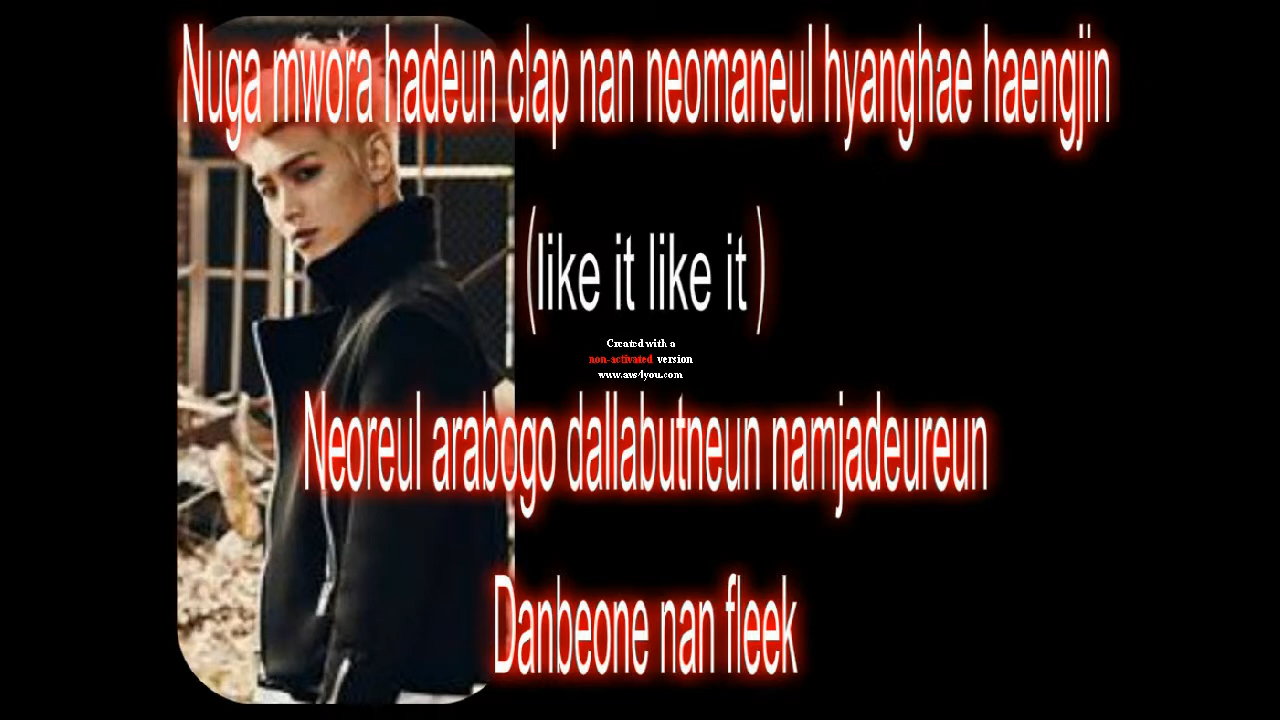 Nuga mwora hadeun clap nan neomaneul hyanghae haengjin
(like it like it)
Created with a
non-activated version
www.avs4you.com
Neoreul arabogo dallabutneun namjadeureun
Danbeone nan fleek